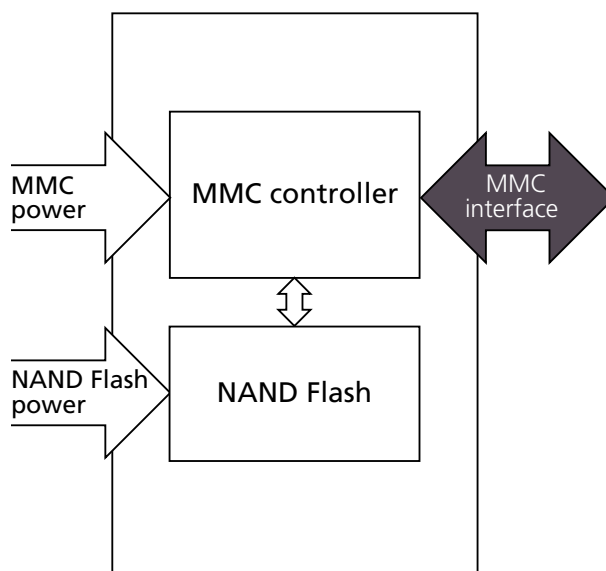 MMC
power
MMC controller
MMC
interface
NAND Flash
power
NAND Flash